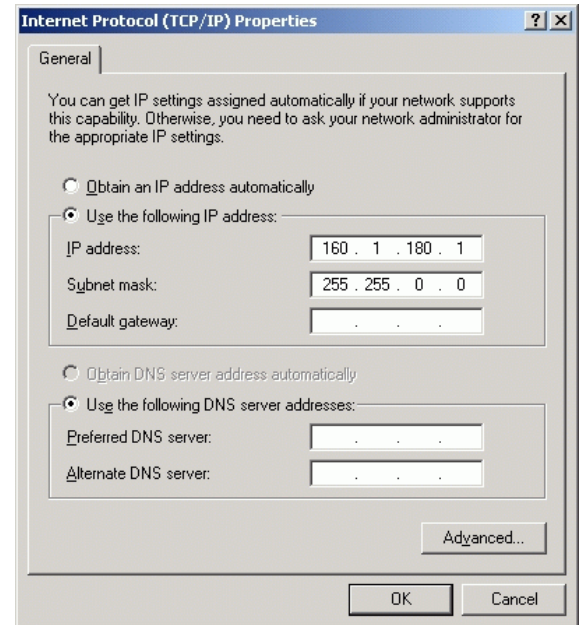 Internet Protocol (TCP/IP) Properties ? X
General
You can get IP settings assigned automatically if your network supports
this capability. Otherwise, you need to ask your network administrator for
the appropriate IP settings.
Obtain an IP address automatically
Use the following IP address:
IP address: 160 . 1 . 180 . 1
Subnet mask: 255 . 255 . 0 . 0
Default gateway: . . .
Obtain DNS server address automatically
Use the following DNS server addresses:
Preferred DNS server: . . .
Alternate DNS server: . . .
Advanced...
OK Cancel